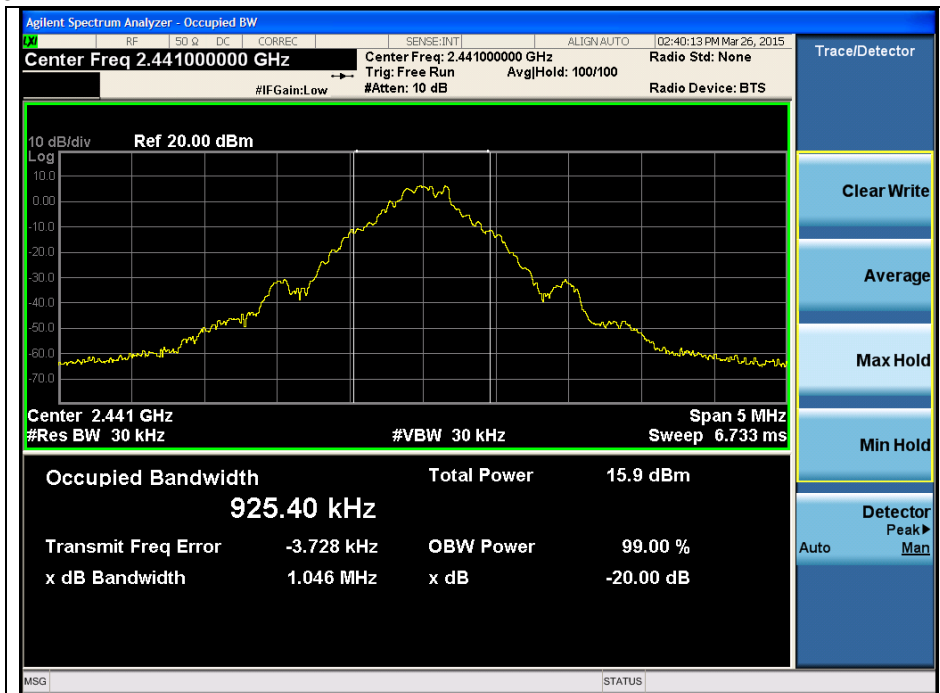 Agilent Spectrum Analyzer - Occupied BW
LXI RF 50 Ω DC CORREC SENSE:INT ALIGN AUTO 02:40:13 PM Mar 26, 2015
Center Freq 2.441000000 GHz
Center Freq: 2.441000000 GHz
Radio Std: None
Trig: Free Run Avg|Hold: 100/100
#IFGain:Low
#Atten: 10 dB
Radio Device: BTS
10 dB/div Ref 20.00 dBm
Log
10.0
0.00
-10.0
-20.0
-30.0
-40.0
-50.0
-60.0
-70.0
Center 2.441 GHz
Span 5 MHz
#Res BW 30 kHz
#VBW 30 kHz
Sweep 6.733 ms
Occupied Bandwidth
Total Power 15.9 dBm
925.40 kHz
Transmit Freq Error -3.728 kHz
OBW Power 99.00 %
x dB Bandwidth 1.046 MHz
x dB -20.00 dB
Trace/Detector
Clear Write
Average
Max Hold
Min Hold
Detector
Peak▶
Auto Man
MSG
STATUS